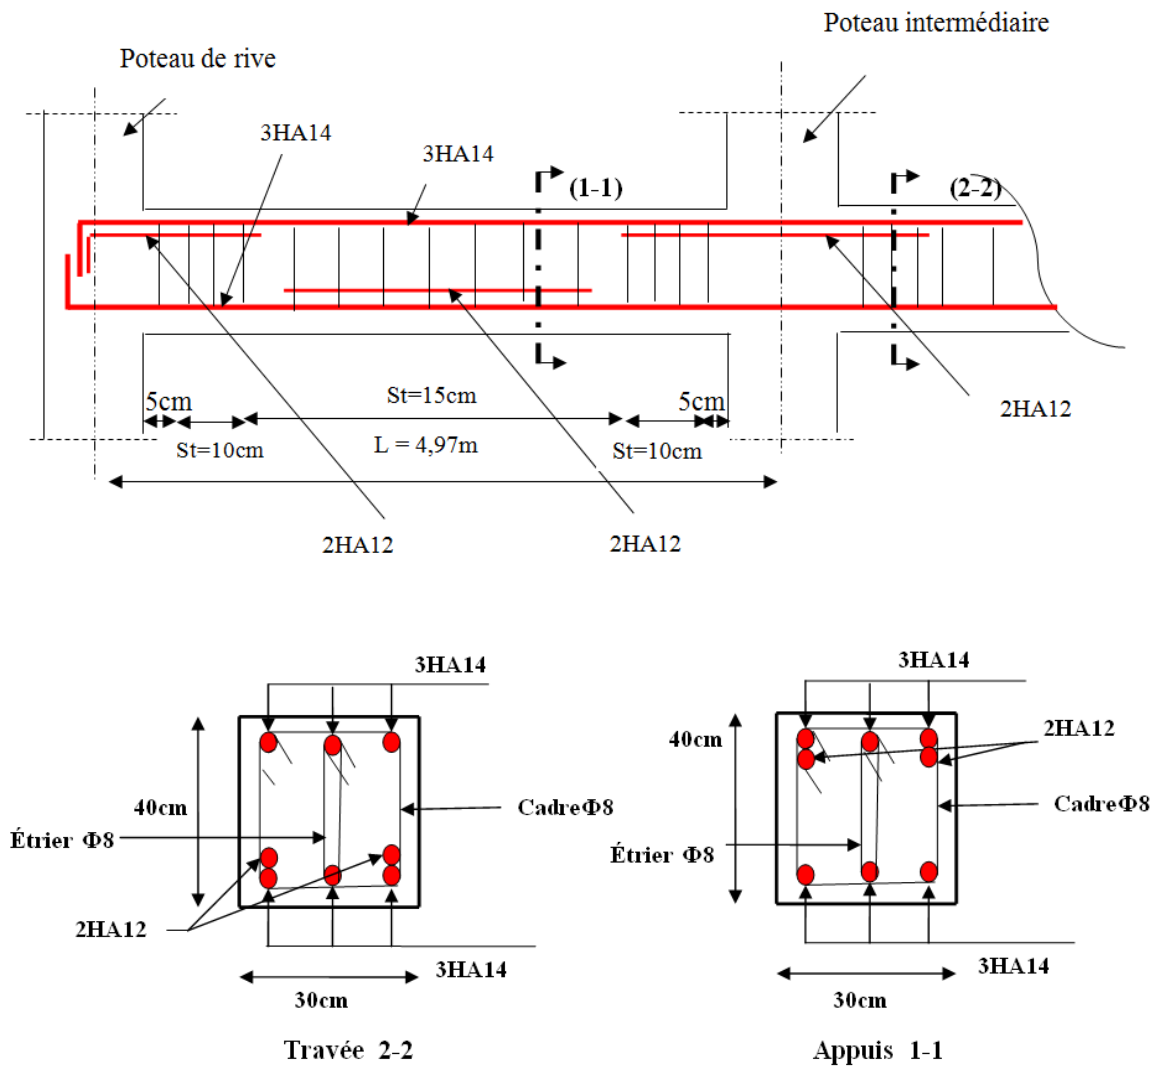 Poteau intermédiaire
Poteau de rive
3HA14
3HA14
(1-1)
(2-2)
5cm
St=15cm
5cm
2HA12
St=10cm
L = 4,97m
St=10cm
2HA12
2HA12
3HA14
40cm
CadreΦ8
Étrier Φ8
2HA12
3HA14
30cm
Travée 2-2
3HA14
2HA12
40cm
CadreΦ8
Étrier Φ8
3HA14
30cm
Appuis 1-1